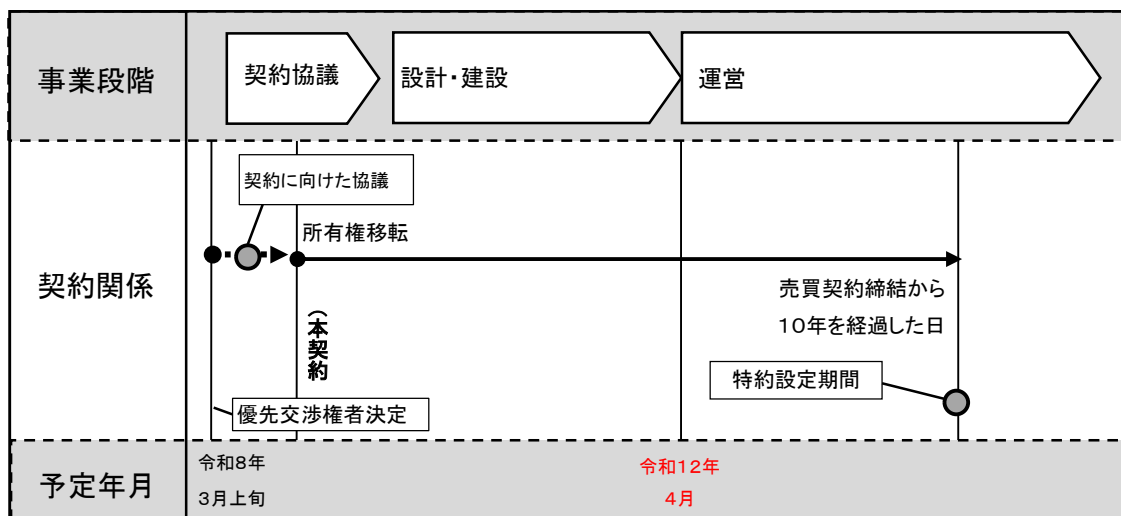 事業段階
契約協議
設計・建設
運営
契約関係
契約に向けた協議
所有権移転
（本契約
売買契約締結から
１０年を経過した日
特約設定期間
優先交渉権者決定
予定年月
令和８年
３月上旬
令和１２年
４月